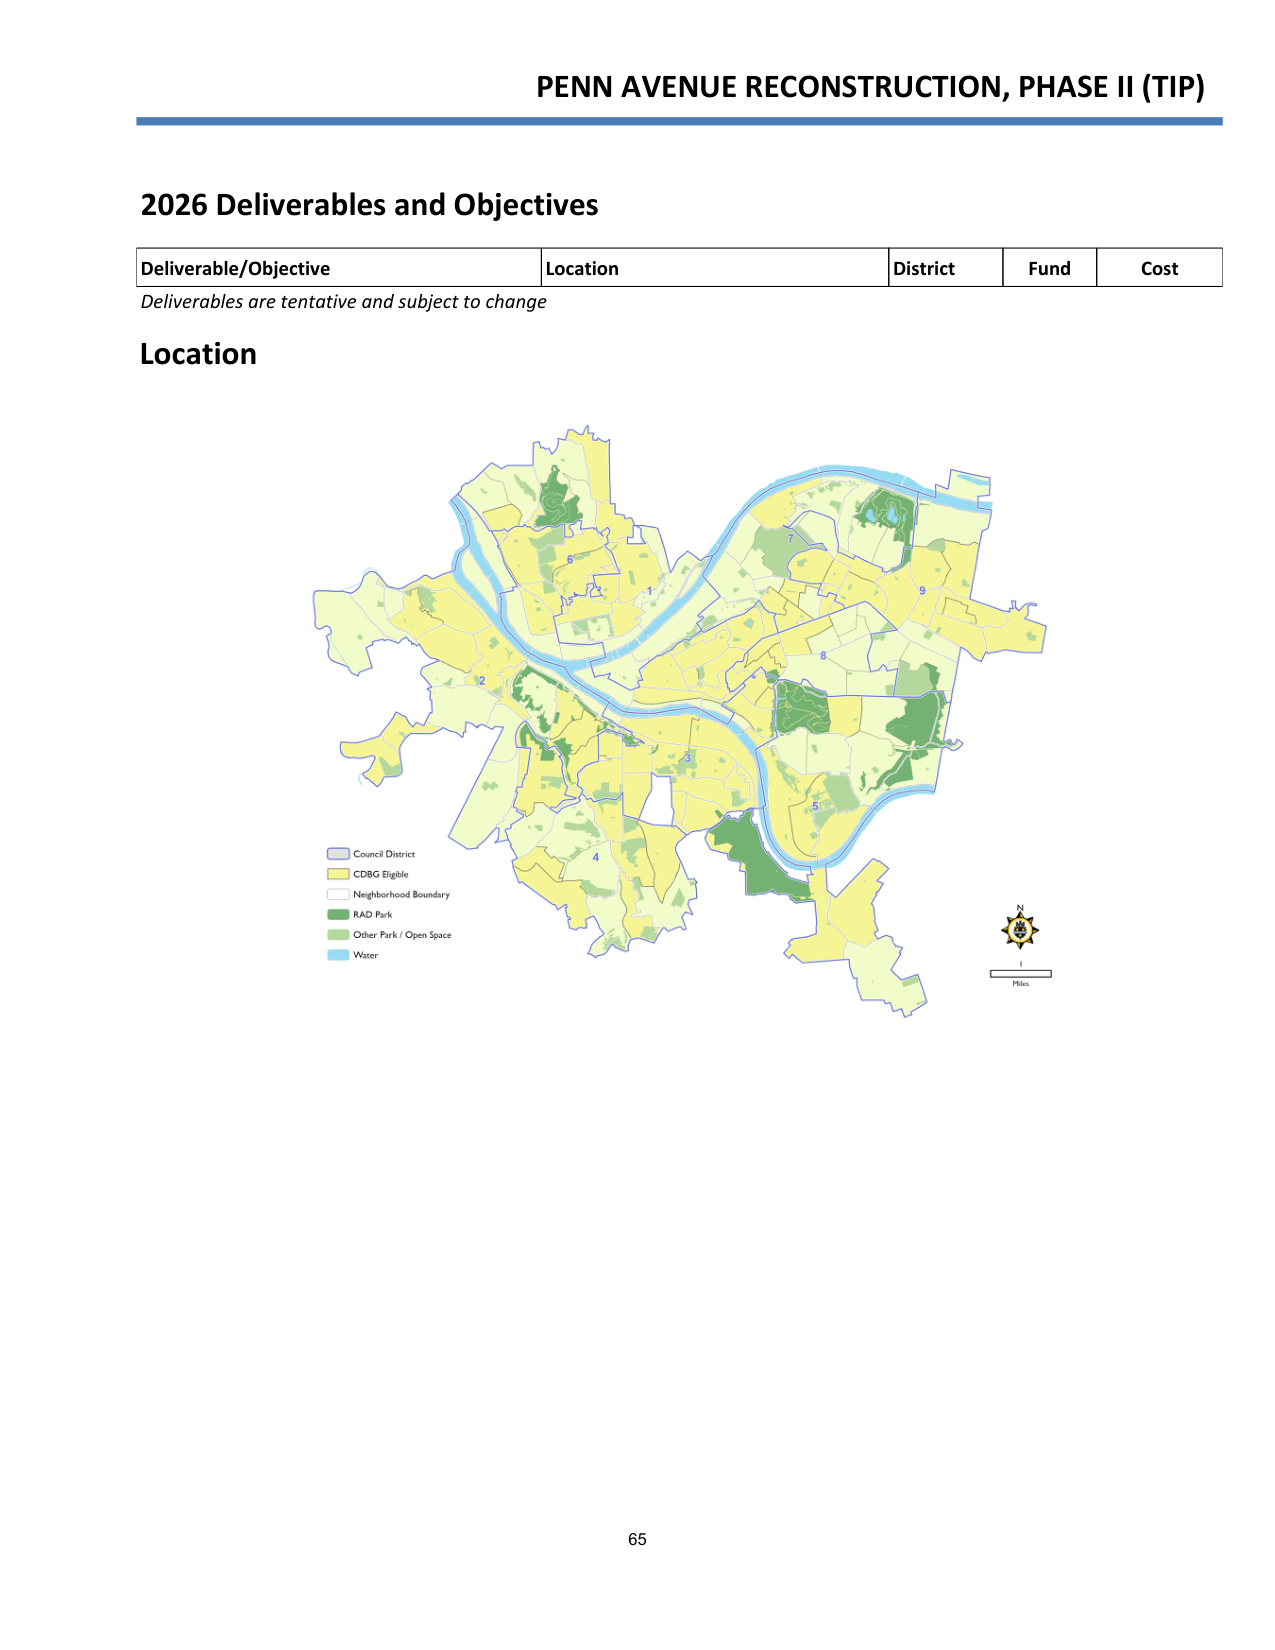 PENN AVENUE RECONSTRUCTION, PHASE II (TIP)
2026 Deliverables and Objectives
Deliverable/Objective Location District Fund Cost
Deliverables are tentative and subject to change
Location
6
1
7
9
8
2
3
5
4
Council District
CDBG Eligible
Neighborhood Boundary
RAD Park
Other Park / Open Space
Water
N
1
Miles
65